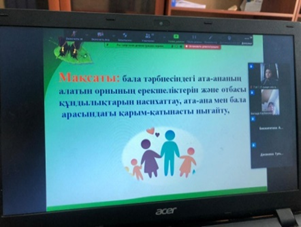 Мақсаты: бала тәрбиесіндегі ата-ананың
алатын орнының ерекшеліктерін және отбасы
құндылықтарын насихаттау, ата-ана мен бала
арасындағы қарым-қатынасты нығайту,
acer